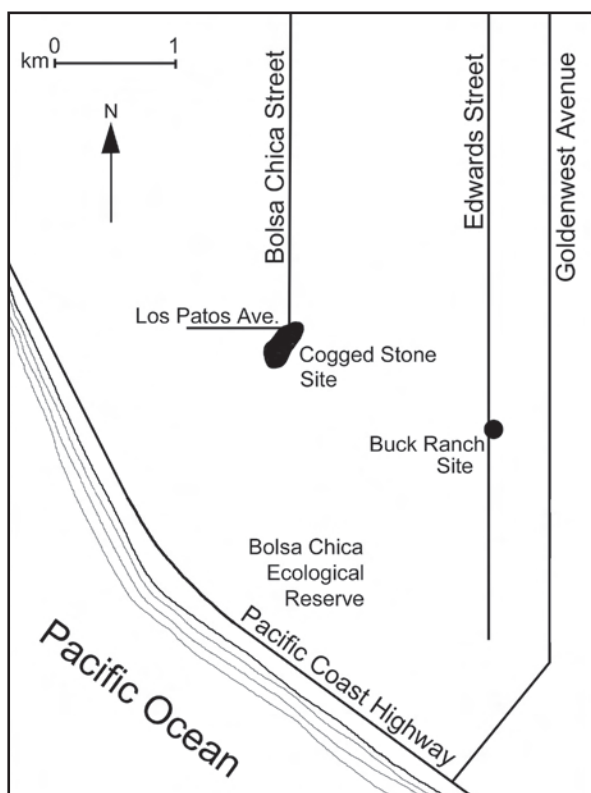 0 1
km
N
Bolsa Chica Street
Edwards Street
Goldenwest Avenue
Los Patos Ave.
Cogged Stone
Site
Buck Ranch
Site
Bolsa Chica
Ecological
Reserve
Pacific Coast Highway
Pacific Ocean